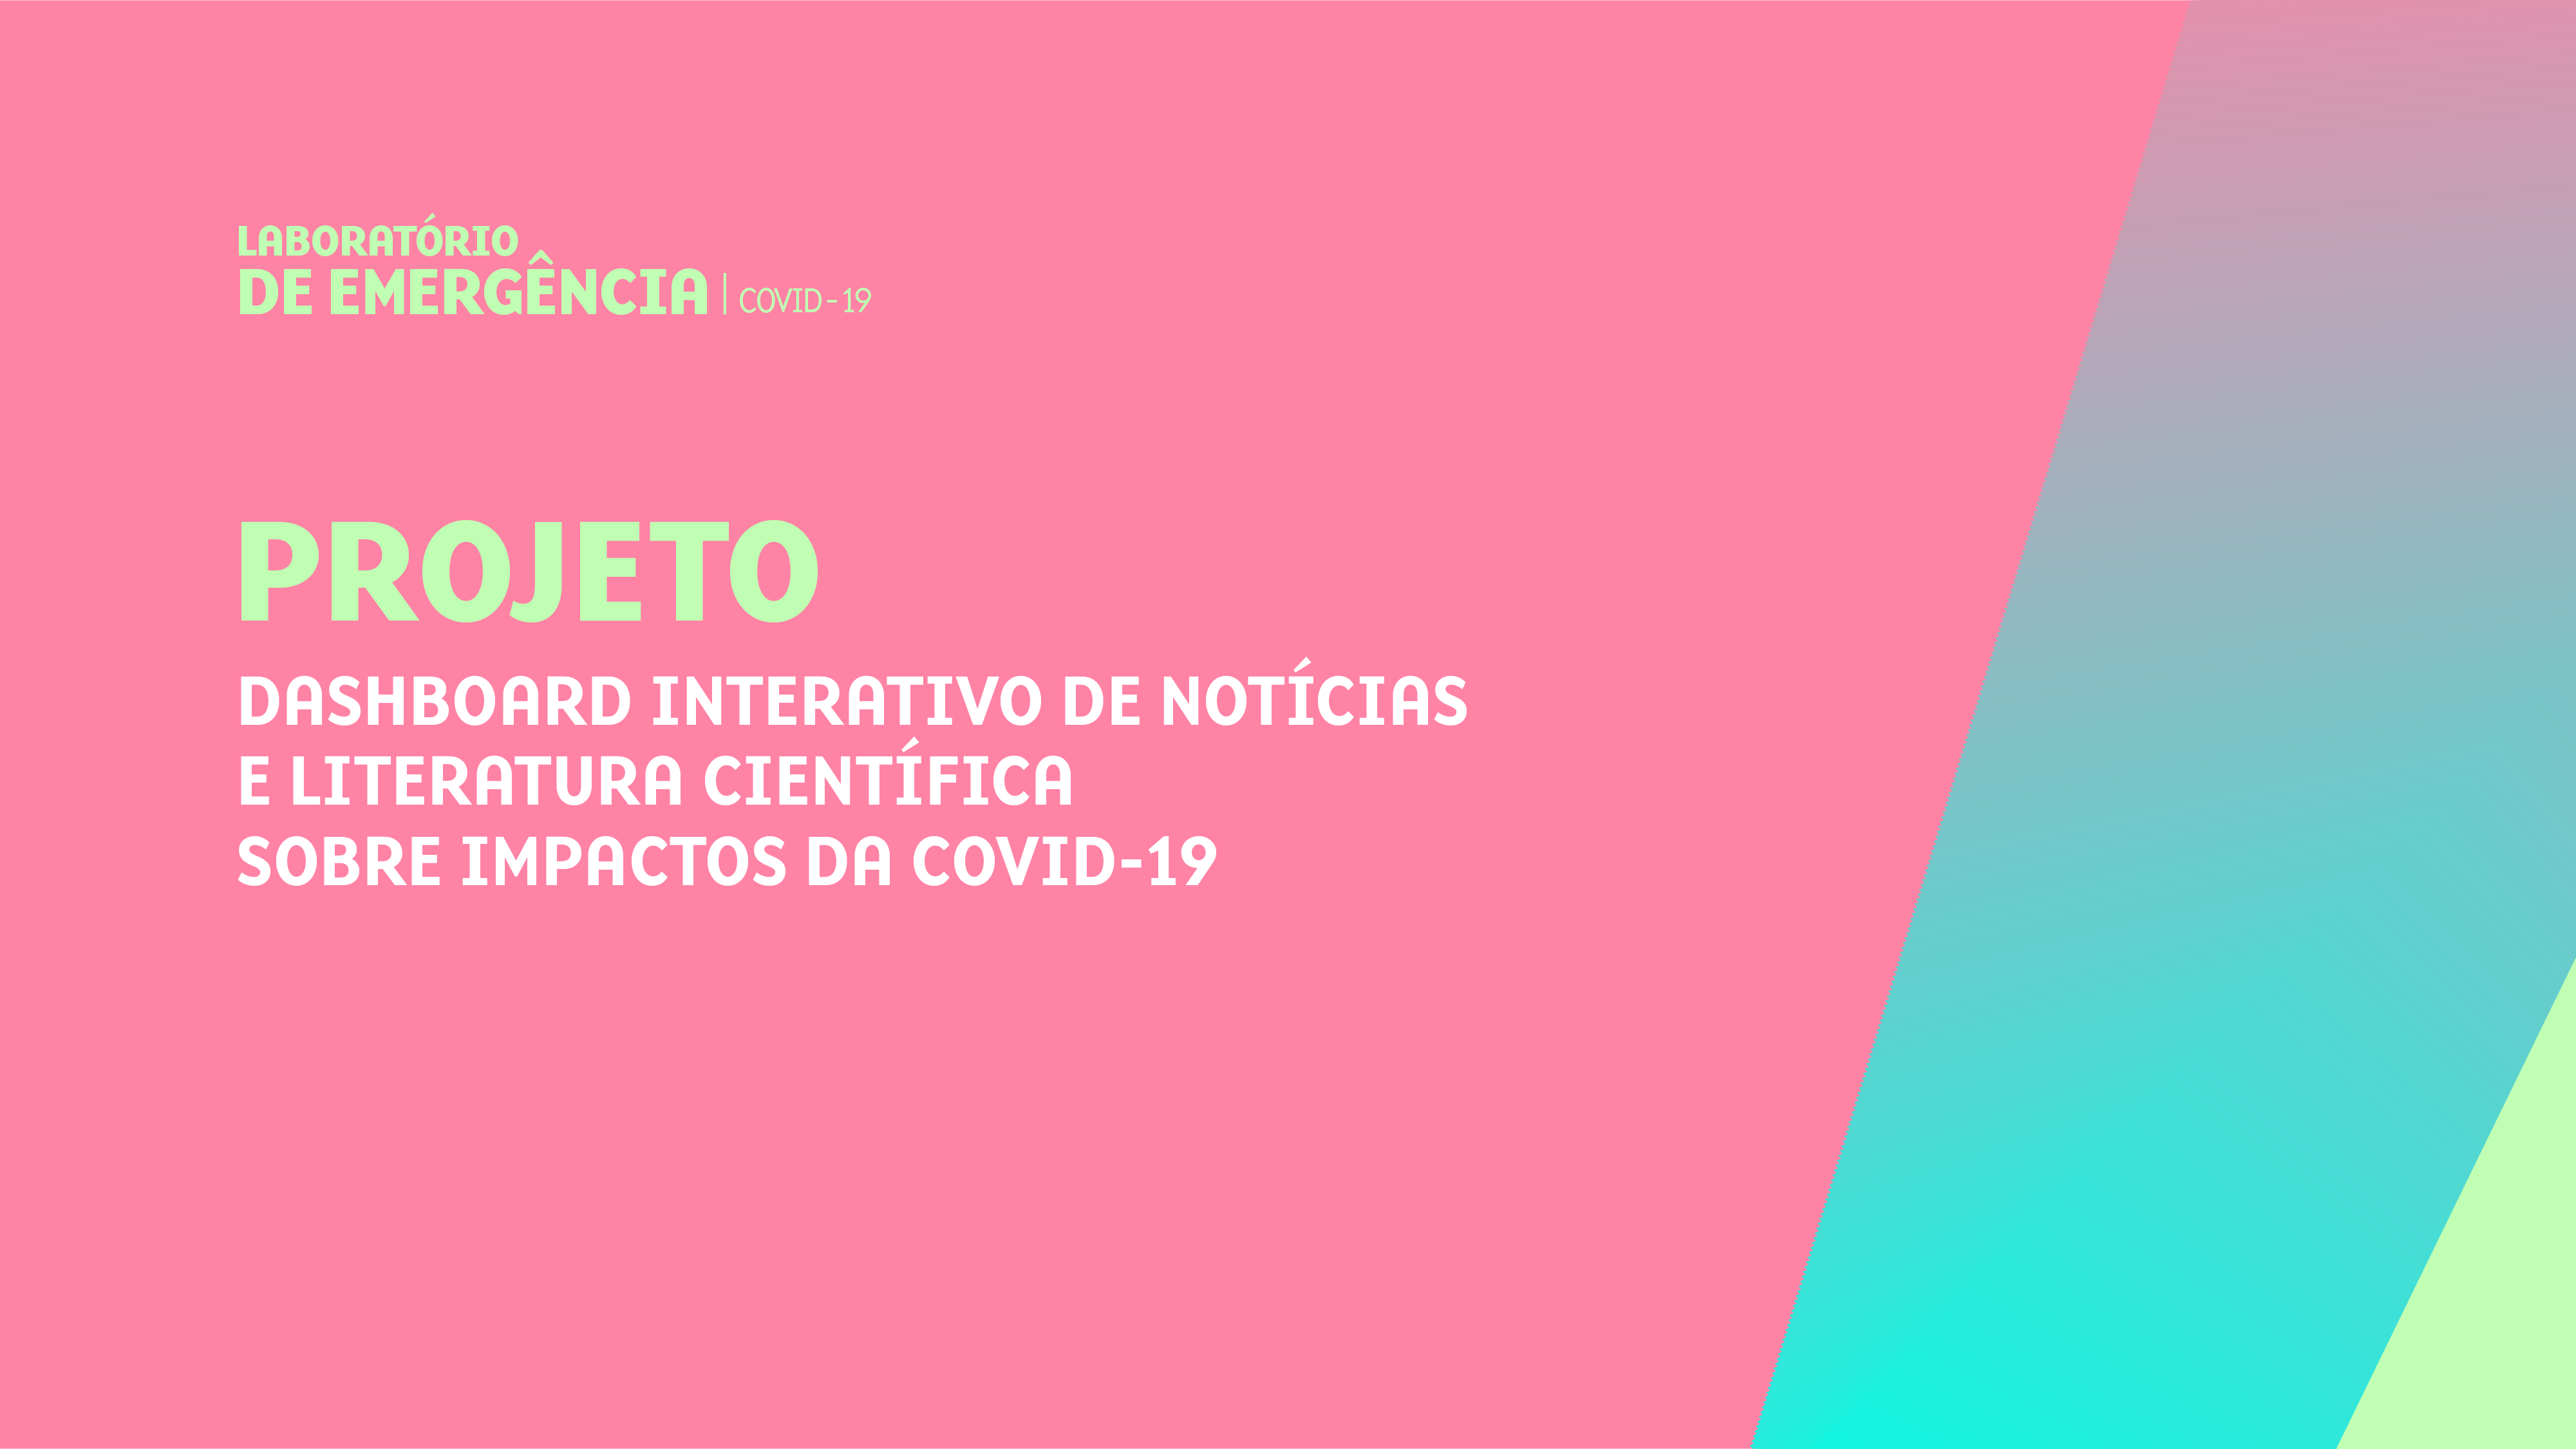 LABORATÓRIO
DE EMERGÊNCIA | COVID-19
PROJETO
DASHBOARD INTERATIVO DE NOTÍCIAS
E LITERATURA CIENTÍFICA
SOBRE IMPACTOS DA COVID-19